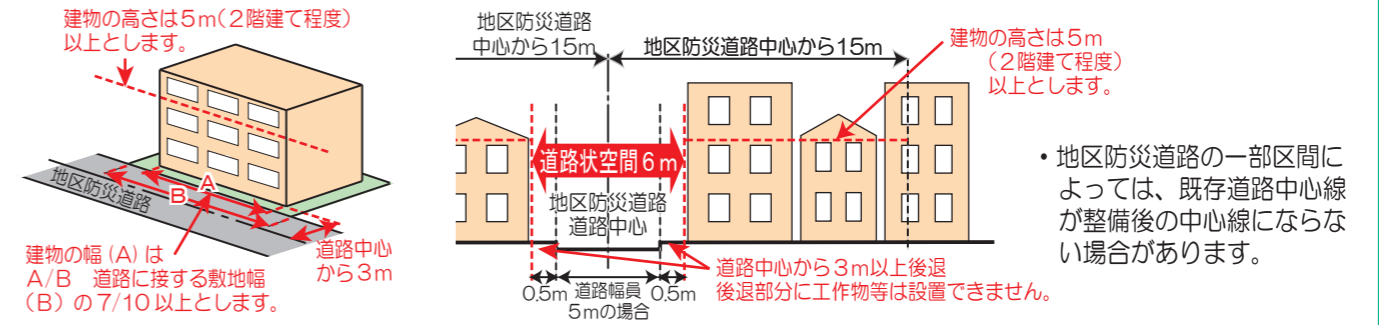 建物の高さは5m(2階建て程度)
以上とします。
地区防災道路
A
B
建物の幅 (A) は
A/B 道路に接する敷地幅
(B) の 7/10 以上とします。
道路中心
から3m
地区防災道路
中心から15m
地区防災道路中心から15m
建物の高さは5m
(2階建て程度)
以上とします。
道路状空間6m
地区防災道路
道路中心
0.5m
道路幅員
5mの場合
0.5m
道路中心から3m以上後退
後退部分に工作物等は設置できません。
・地区防災道路の一部区間に
よっては、既存道路中心線
が整備後の中心線にならな
い場合があります。